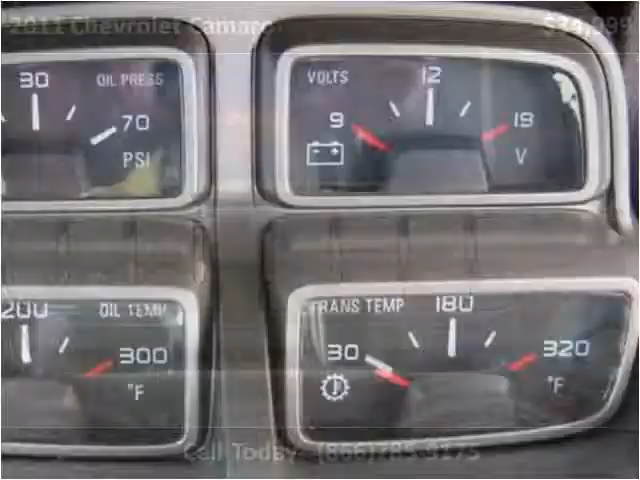 2011 Chevrolet Camaro
30 OIL PRESS
70
PSI
VOLTS 12
9 19
V
200 OIL TEMP
300
°F
TRANS TEMP 180
30 320
°F
Call Today